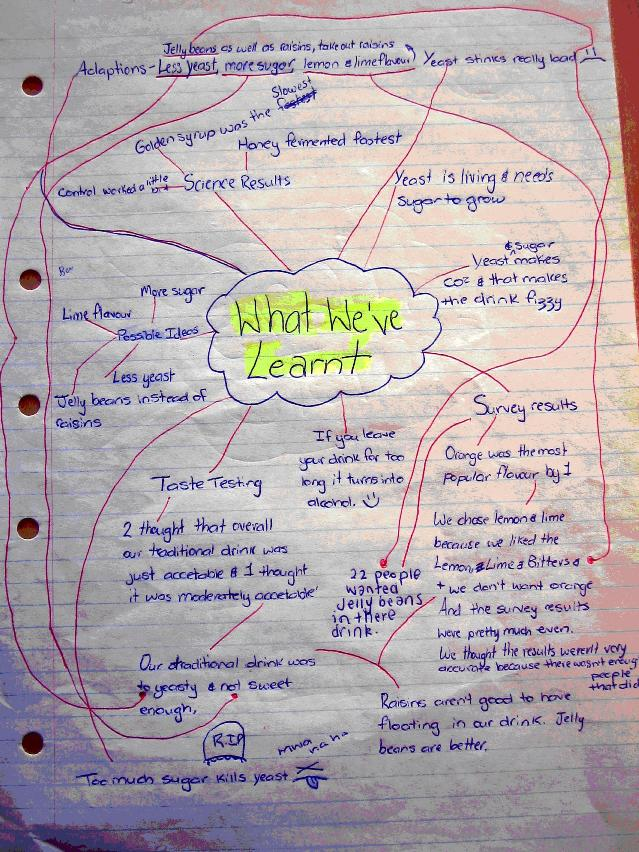 Jelly beans as well as raisins, take out raisins
Adaptions - Less yeast, more sugar, lemon & lime flavour
Yeast stinks really bad
Slowest
Golden syrup was the fastest
Honey fermented fastest
Control worked a little bit
Science Results
Yeast is living & needs
sugar to grow
& sugar
Yeast makes
co² & that makes
the drink fizzy
More sugar
Lime flavour
Possible Ideas
Less yeast
Jelly beans instead of
raisins
What We've
Learnt
Survey results
Orange was the most
popular flavour by 1
We chose lemon & lime
because we liked the
Lemon, & Lime & Bitters &
+ we don't want orange
And the survey results
were pretty much even.
We thought the results weren't very
accurate because there wasn't enough
people
that did
If you leave
your drink for too
long it turns into
alcohol.
Taste Testing
2 thought that overall
our traditional drink was
just accetable & 1 thought
it was moderately accetable'
22 people
wanted
Jelly beans
in there
drink.
Our traditional drink was
to yeasty & not sweet
enough.
Raisins aren't good to have
floating in our drink. Jelly
beans are better.
R.I.P
mwa ha ha
Too much sugar kills yeast